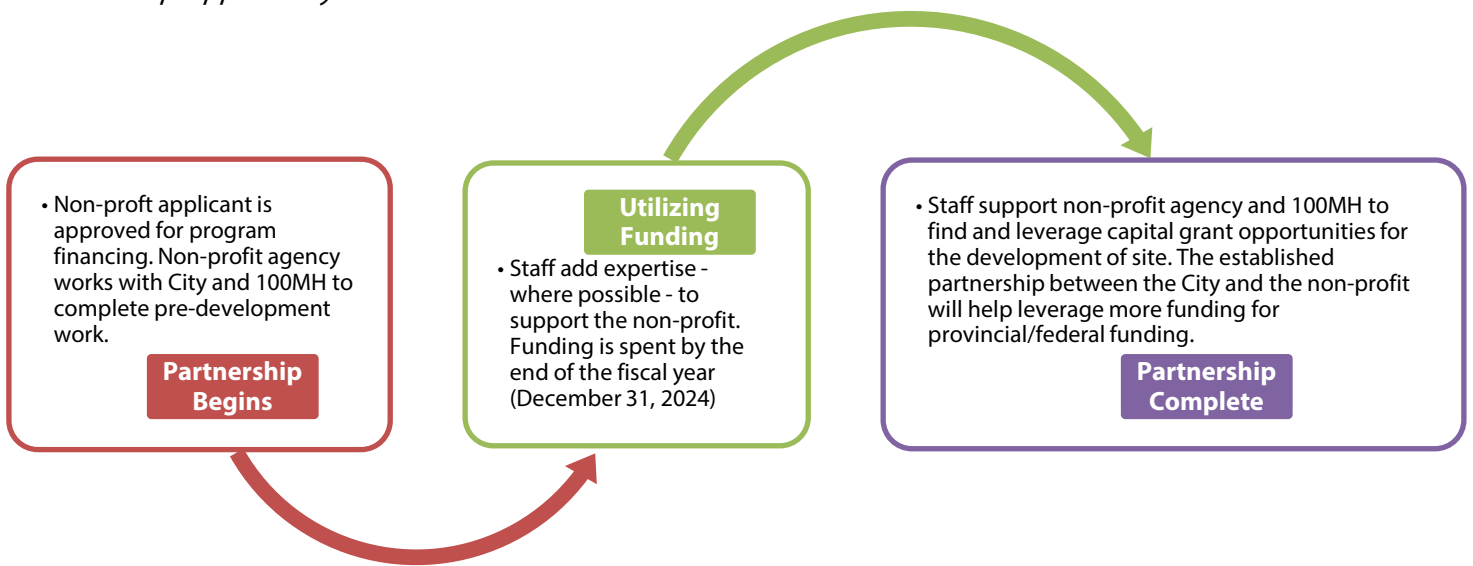 • Non-proft applicant is
approved for program
financing. Non-profit agency
works with City and 100MH to
complete pre-development
work.
Partnership
Begins
Utilizing
Funding
• Staff add expertise -
where possible - to
support the non-profit.
Funding is spent by the
end of the fiscal year
(December 31, 2024)
• Staff support non-profit agency and 100MH to
find and leverage capital grant opportunities for
the development of site. The established
partnership between the City and the non-profit
will help leverage more funding for
provincial/federal funding.
Partnership
Complete